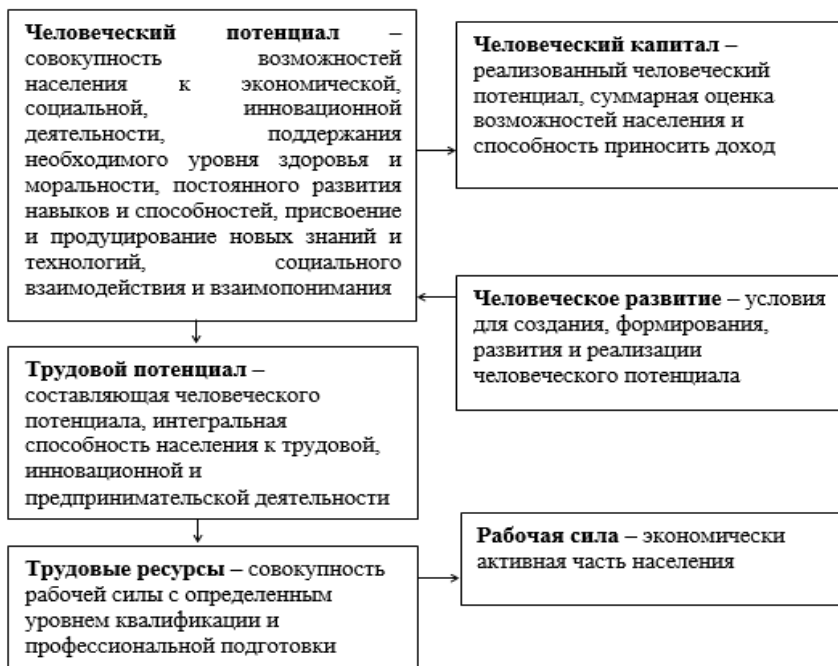 Человеческий потенциал –
совокупность возможностей
населения к экономической,
социальной, инновационной
деятельности, поддержания
необходимого уровня здоровья и
моральности, постоянного развития
навыков и способностей, присвоение
и продуцирование новых знаний и
технологий, социального
взаимодействия и взаимопонимания
Человеческий капитал –
реализованный человеческий
потенциал, суммарная оценка
возможностей населения и
способность приносить доход
Человеческое развитие – условия
для создания, формирования,
развития и реализации
человеческого потенциала
Трудовой потенциал –
составляющая человеческого
потенциала, интегральная
способность населения к трудовой,
инновационной и
предпринимательской деятельности
Трудовые ресурсы – совокупность
рабочей силы с определенным
уровнем квалификации и
профессиональной подготовки
Рабочая сила – экономически
активная часть населения